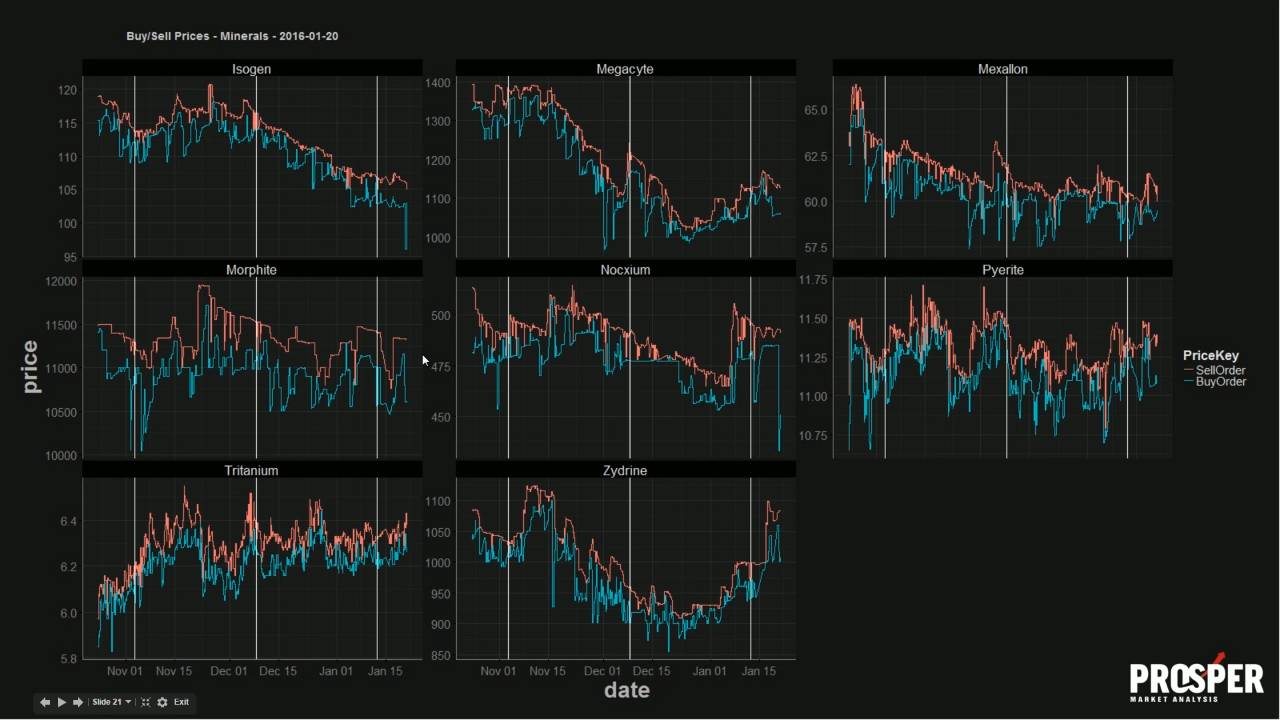 Buy/Sell Prices - Minerals - 2016-01-20
Isogen
Megacyte
Mexallon
120
115
110
105
100
95
1400
1300
1200
1100
1000
65.0
62.5
60.0
57.5
Morphite
Nocxium
Pyerite
12000
11500
11000
10500
10000
500
475
450
11.75
11.50
11.25
11.00
10.75
price
PriceKey
SellOrder
BuyOrder
Tritanium
Zydrine
6.4
6.2
6.0
5.8
1100
1050
1000
950
900
850
Nov 01 Nov 15 Dec 01 Dec 15 Jan 01 Jan 15
Nov 01 Nov 15 Dec 01 Dec 15 Jan 01 Jan 15
date
PROSPER
MARKET ANALYSIS
Slide 21 Exit